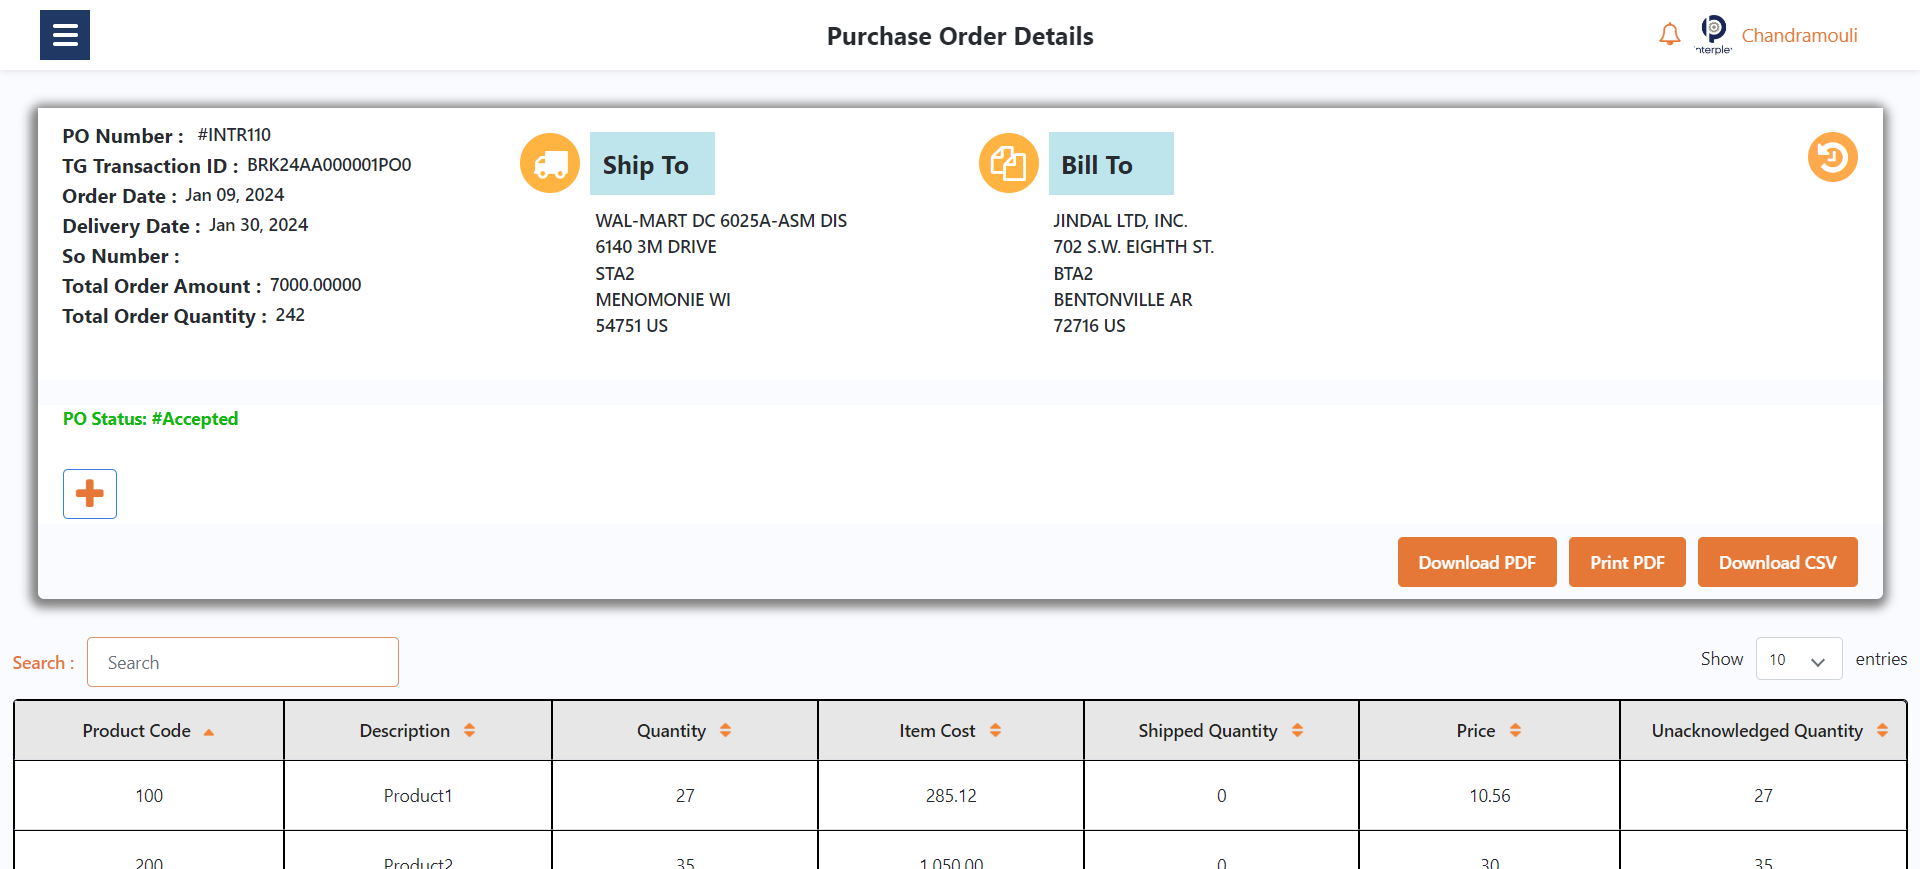 Purchase Order Details
nterple
Chandramouli
PO Number : #INTR110
TG Transaction ID : BRK24AA000001PO0
Order Date : Jan 09, 2024
Delivery Date : Jan 30, 2024
So Number :
Total Order Amount : 7000.00000
Total Order Quantity : 242
Ship To
WAL-MART DC 6025A-ASM DIS
6140 3M DRIVE
STA2
MENOMONIE WI
54751 US
Bill To
JINDAL LTD, INC.
702 S.W. EIGHTH ST.
BTA2
BENTONVILLE AR
72716 US
PO Status: #Accepted
Download PDF Print PDF Download CSV
Search : Search
Show 10 entries
Product Code Description Quantity Item Cost Shipped Quantity Price Unacknowledged Quantity
100 Product1 27 285.12 0 10.56 27
200 Product2 35 1,050.00 0 30 35